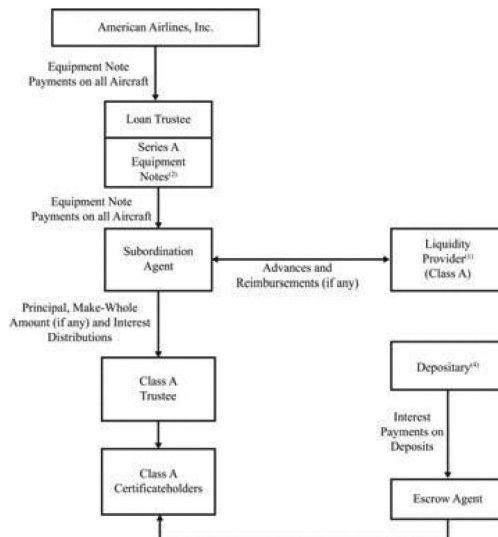 American Airlines, Inc.
Equipment Note
Payments on all Aircraft
Loan Trustee
Series A
Equipment
Notes(2)
Equipment Note
Payments on all Aircraft
Subordination
Agent
Advances and
Reimbursements (if any)
Liquidity
Provider(1)
(Class A)
Principal, Make-Whole
Amount (if any) and Interest
Distributions
Class A
Trustee
Depositary(4)
Interest
Payments on
Deposits
Class A
Certificateholders
Escrow Agent